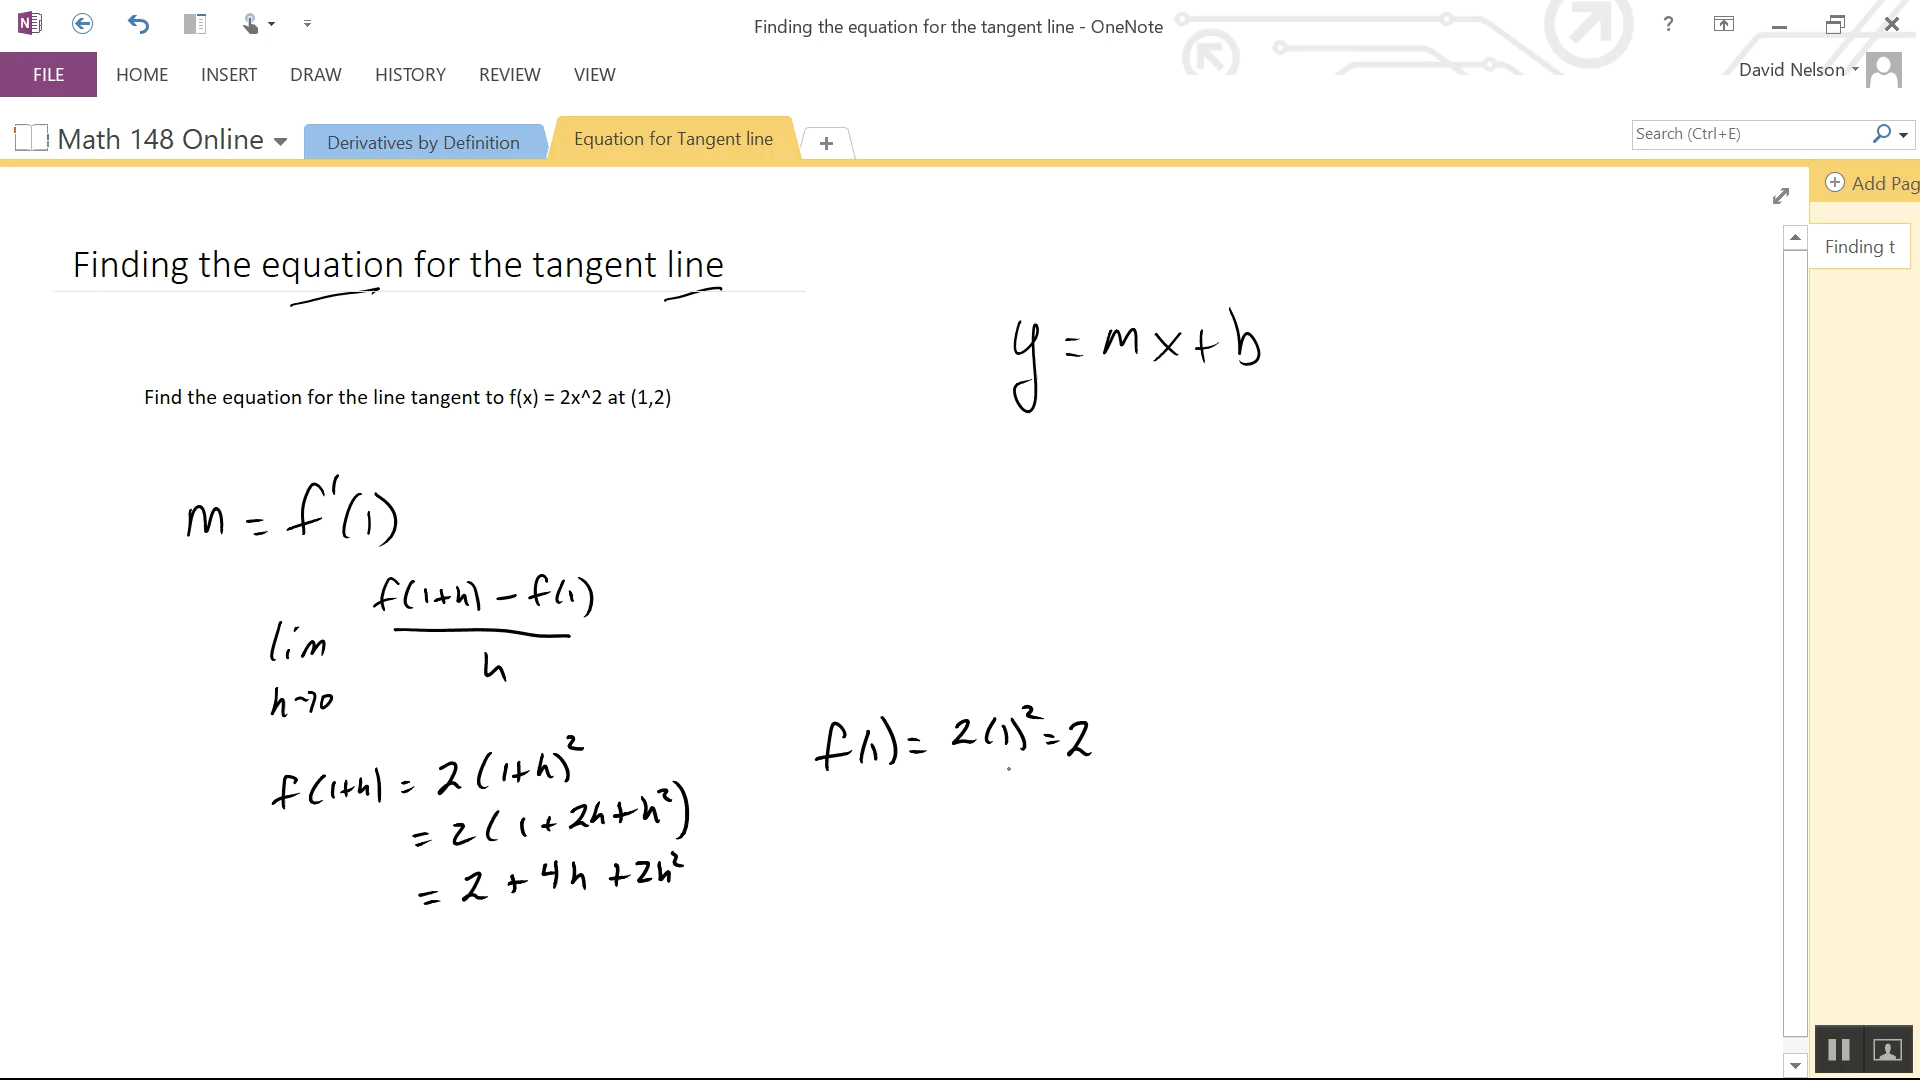 Finding the equation for the tangent line - OneNote
?
FILE HOME INSERT DRAW HISTORY REVIEW VIEW
David Nelson
Math 148 Online
Derivatives by Definition
Equation for Tangent line
+
Search (Ctrl+E)
Add Pag
Finding t
Finding the equation for the tangent line
y = mx+b
Find the equation for the line tangent to f(x) = 2x^2 at (1,2)
m = f'(1)
f(1+h) - f(1)
lim
h
h→0
f(1) = 2(1)² = 2
f(1+h) = 2(1+h)²
= 2(1+2h+h²)
= 2 + 4h +2h²